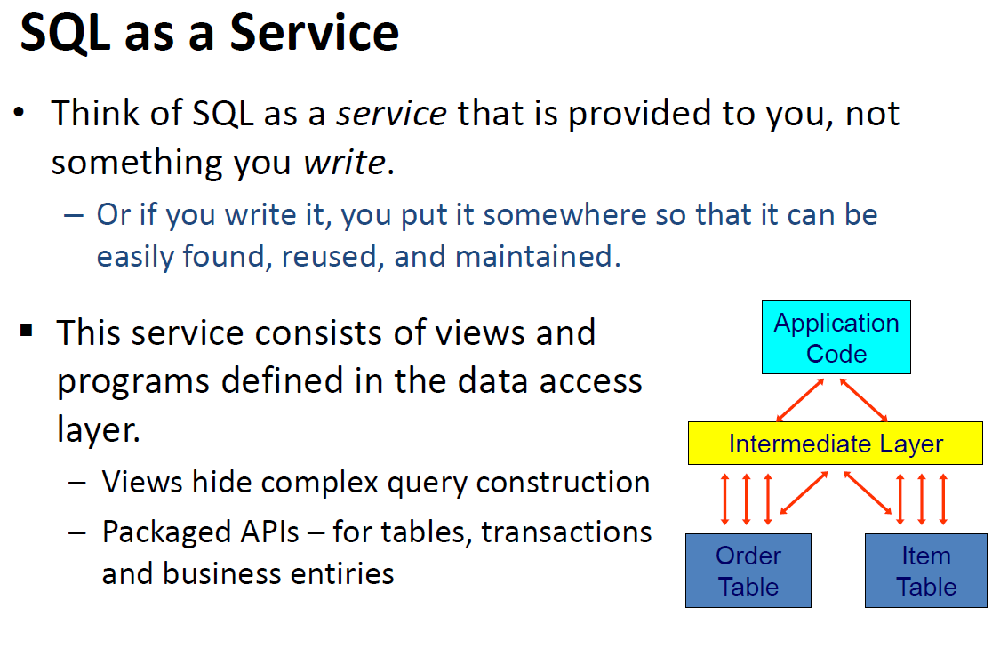 SQL as a Service
• Think of SQL as a service that is provided to you, not
something you write.
– Or if you write it, you put it somewhere so that it can be
easily found, reused, and maintained.
▪ This service consists of views and
programs defined in the data access
layer.
– Views hide complex query construction
– Packaged APIs – for tables, transactions
and business entiries
Application
Code
Intermediate Layer
Order
Table
Item
Table